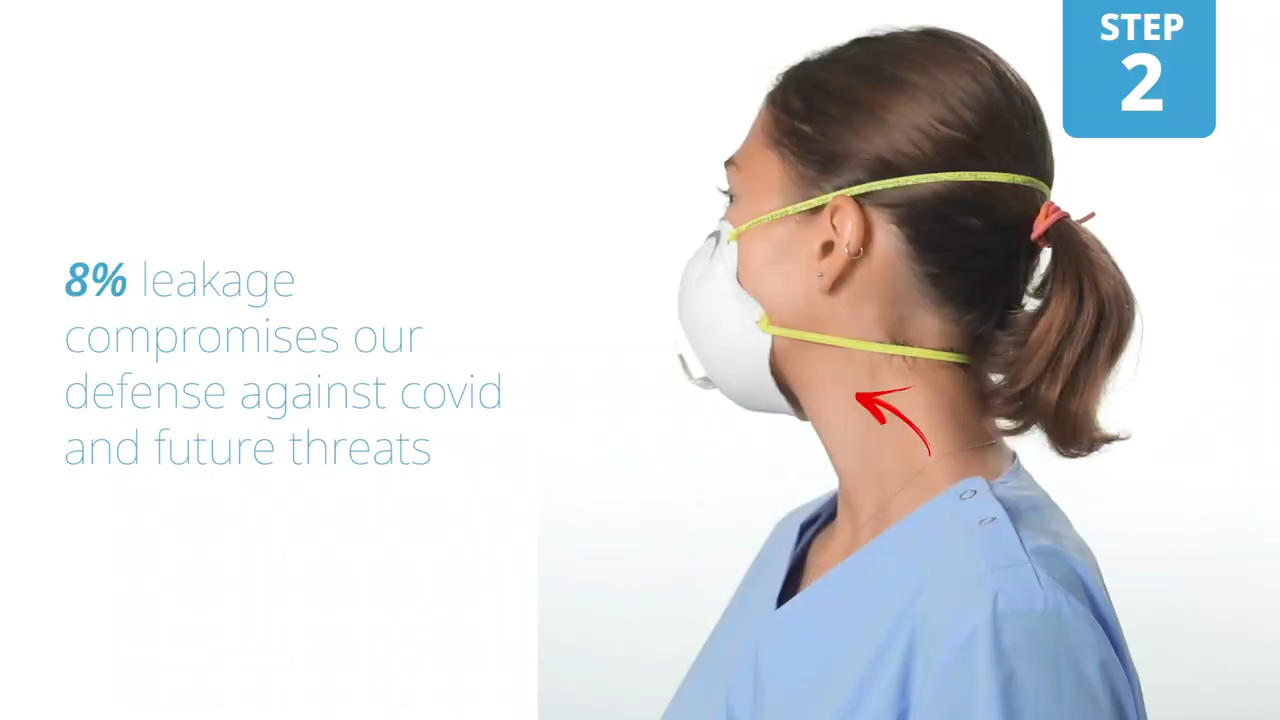 STEP
2
8% leakage
compromises our
defense against covid
and future threats